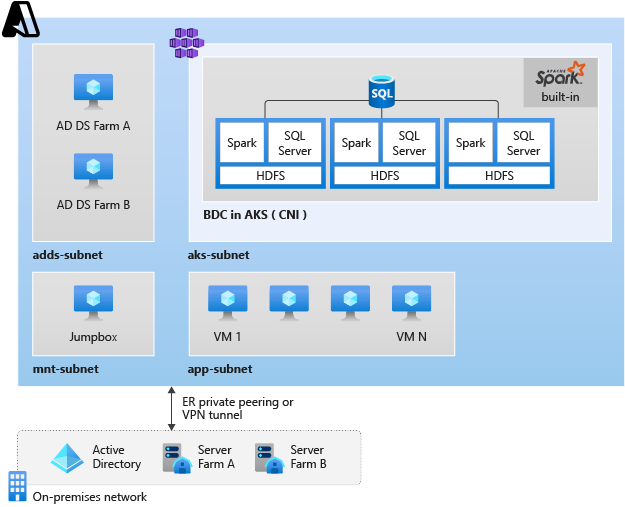 AD DS Farm A
AD DS Farm B
adds-subnet
APACHE
Spark
built-in
SQL
Spark
SQL
Server
HDFS
Spark
SQL
Server
HDFS
Spark
SQL
Server
HDFS
BDC in AKS ( CNI )
aks-subnet
Jumpbox
mnt-subnet
VM 1
VM N
app-subnet
ER private peering or
VPN tunnel
Active
Directory
Server
Farm A
Server
Farm B
On-premises network